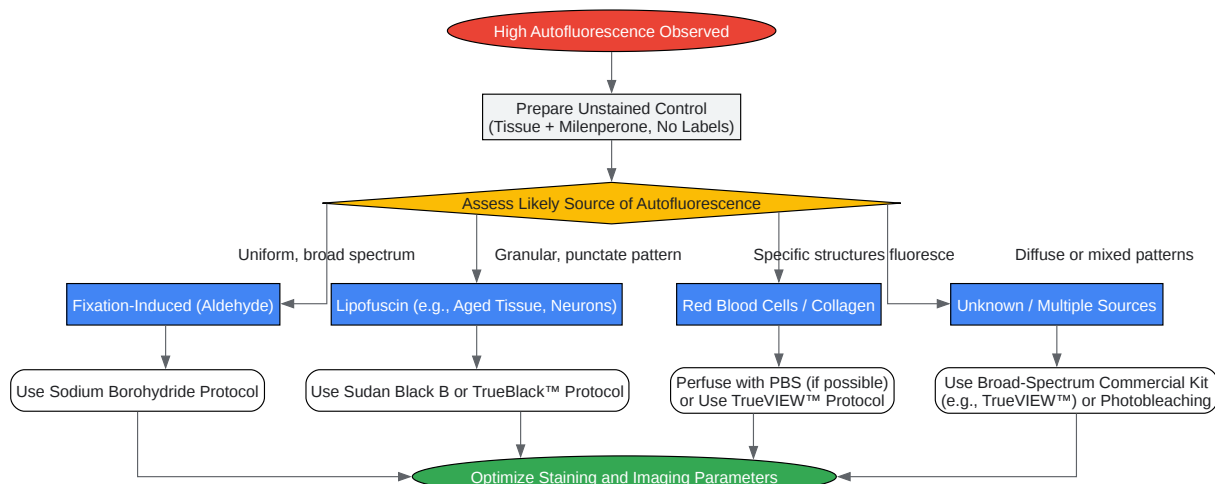 High Autofluorescence Observed
Prepare Unstained Control
(Tissue + Milenperone, No Labels)
Assess Likely Source of Autofluorescence
Uniform, broad spectrum
Granular, punctate pattern
Specific structures fluoresce
Diffuse or mixed patterns
Fixation-Induced (Aldehyde)
Lipofuscin (e.g., Aged Tissue, Neurons)
Red Blood Cells / Collagen
Unknown / Multiple Sources
Use Sodium Borohydride Protocol
Use Sudan Black B or TrueBlack™ Protocol
Perfuse with PBS (if possible)
or Use TrueVIEW™ Protocol
Use Broad-Spectrum Commercial Kit
(e.g., TrueVIEW™) or Photobleaching
Optimize Staining and Imaging Parameters